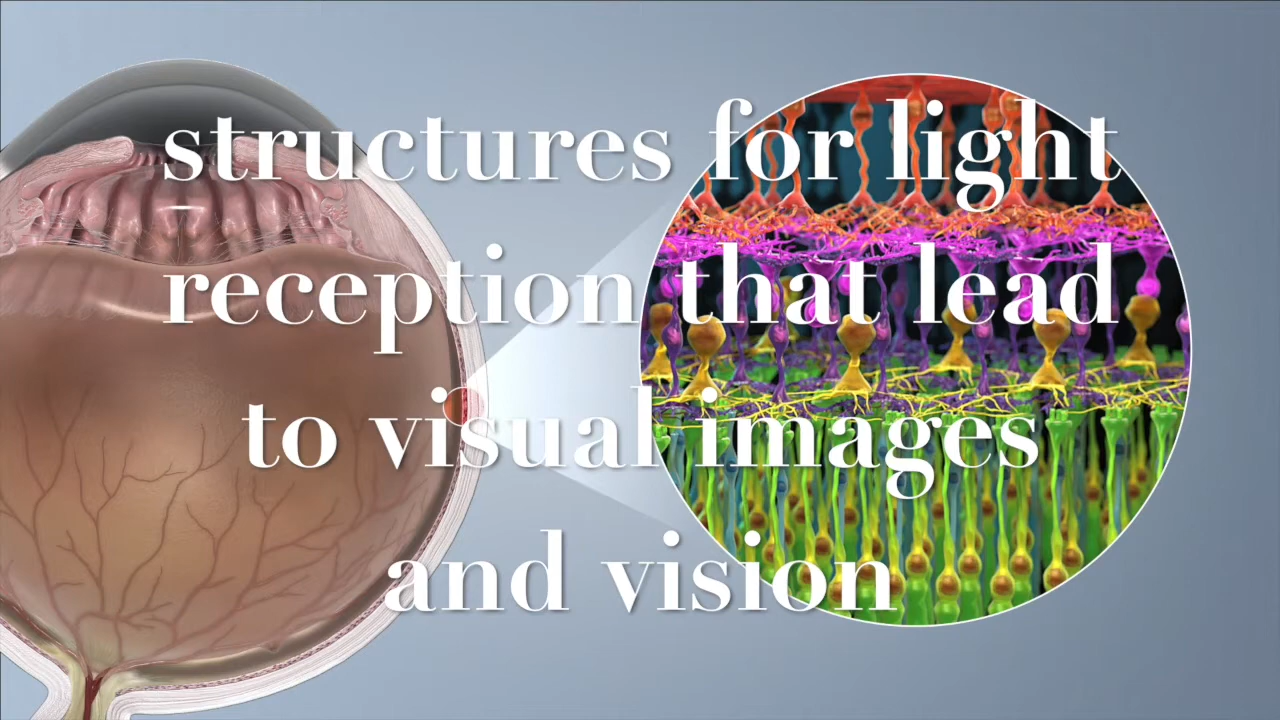 structures for light
reception that lead
to visual images
and vision